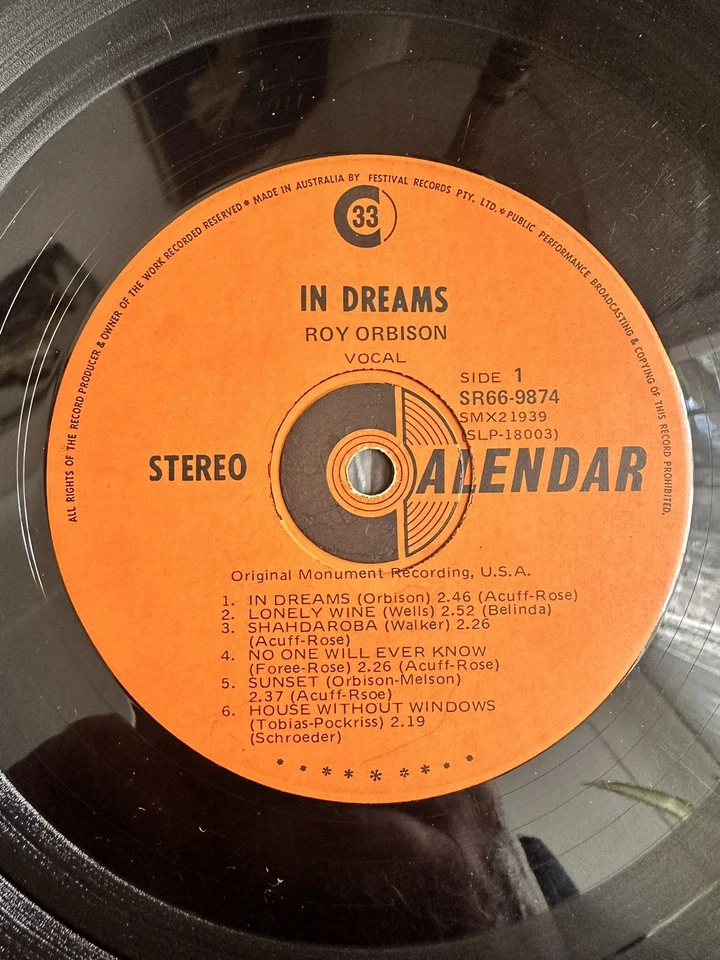 ALL RIGHTS OF THE RECORD PRODUCER & OWNER OF THE WORK RECORDED RESERVED * MADE IN AUSTRALIA BY FESTIVAL RECORDS PTY. LTD. * PUBLIC PERFORMANCE BROADCASTING & COPYING OF THIS RECORD PROHIBITED.
C 33
IN DREAMS
ROY ORBISON
VOCAL
SIDE 1
SR66-9874
SMX21939
(SLP-18003)
STEREO
CALENDAR
Original Monument Recording, U.S.A.
1. IN DREAMS (Orbison) 2.46 (Acuff-Rose)
2. LONELY WINE (Wells) 2.52 (Belinda)
3. SHAHDAROBA (Walker) 2.26
(Acuff-Rose)
4. NO ONE WILL EVER KNOW
(Foree-Rose) 2.26 (Acuff-Rose)
5. SUNSET (Orbison-Melson)
2.37 (Acuff-Rsoe)
6. HOUSE WITHOUT WINDOWS
(Tobias-Pockriss) 2.19
(Schroeder)
* * * * * * * * *